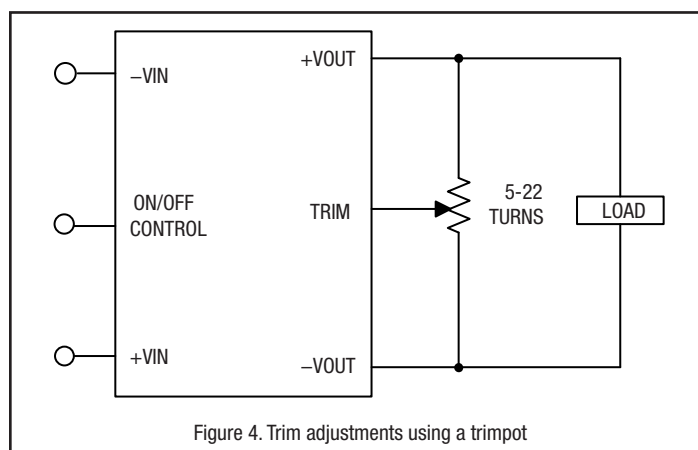 +VOUT
–VIN
ON/OFF
CONTROL
TRIM
5-22
TURNS
LOAD
+VIN
–VOUT
Figure 4. Trim adjustments using a trimpot